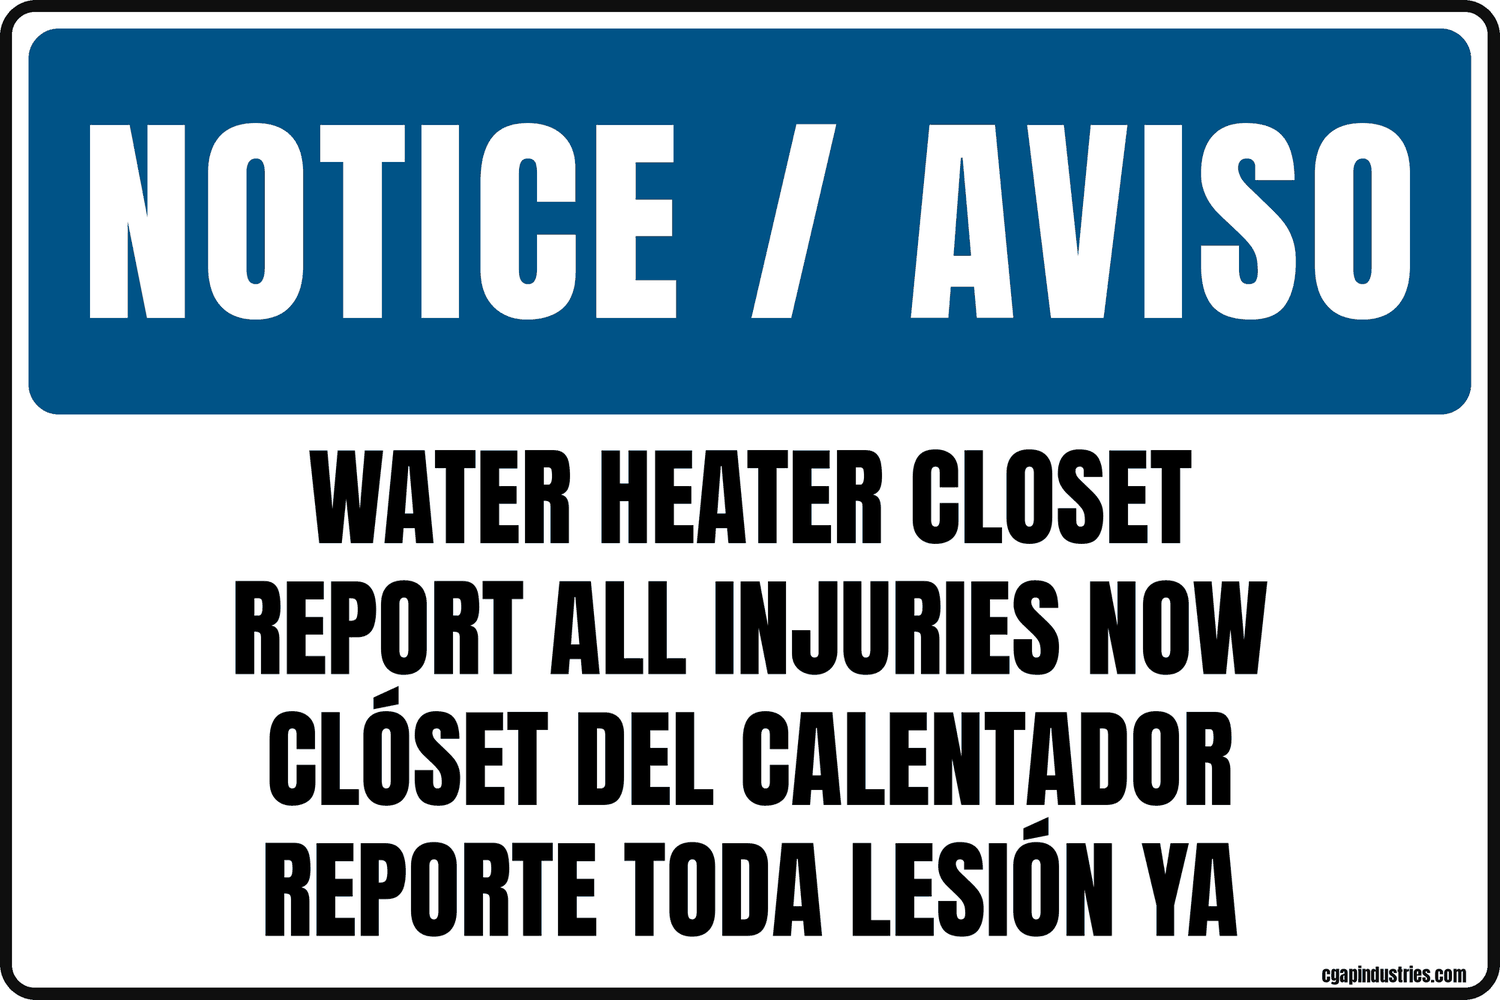 NOTICE / AVISO
WATER HEATER CLOSET
REPORT ALL INJURIES NOW
CLÓSET DEL CALENTADOR
REPORTE TODA LESIÓN YA
cgapindustries.com